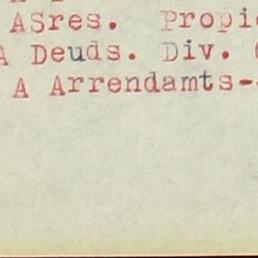 ASres. Propi
A Deuds. Div. (
A Arrendamts-